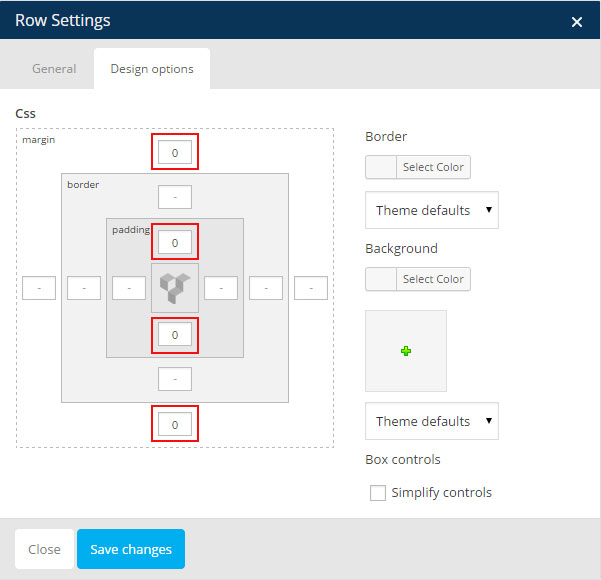 Row Settings
×
General
Design options
Css
margin
0
border
-
padding
0
- - - - - -
0
-
0
Border
Select Color
Theme defaults
Background
Select Color
Theme defaults
Box controls
Simplify controls
Close
Save changes